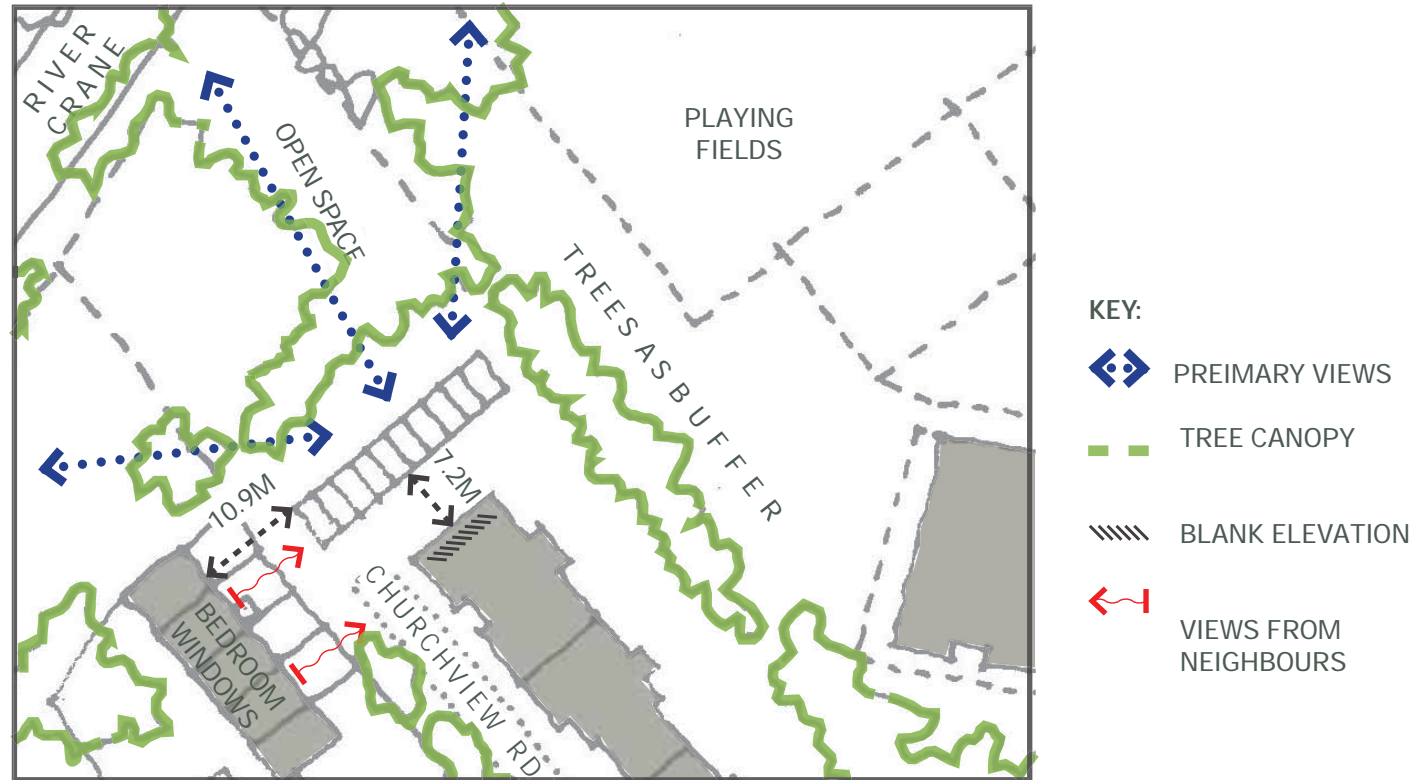 RIVER
CRANE
OPEN SPACE
PLAYING
FIELDS
TREES AS BUFFER
10.9M
7.2M
BEDROOM
WINDOWS
CHURCHVIEW RD
KEY:
PREIMARY VIEWS
TREE CANOPY
BLANK ELEVATION
VIEWS FROM
NEIGHBOURS